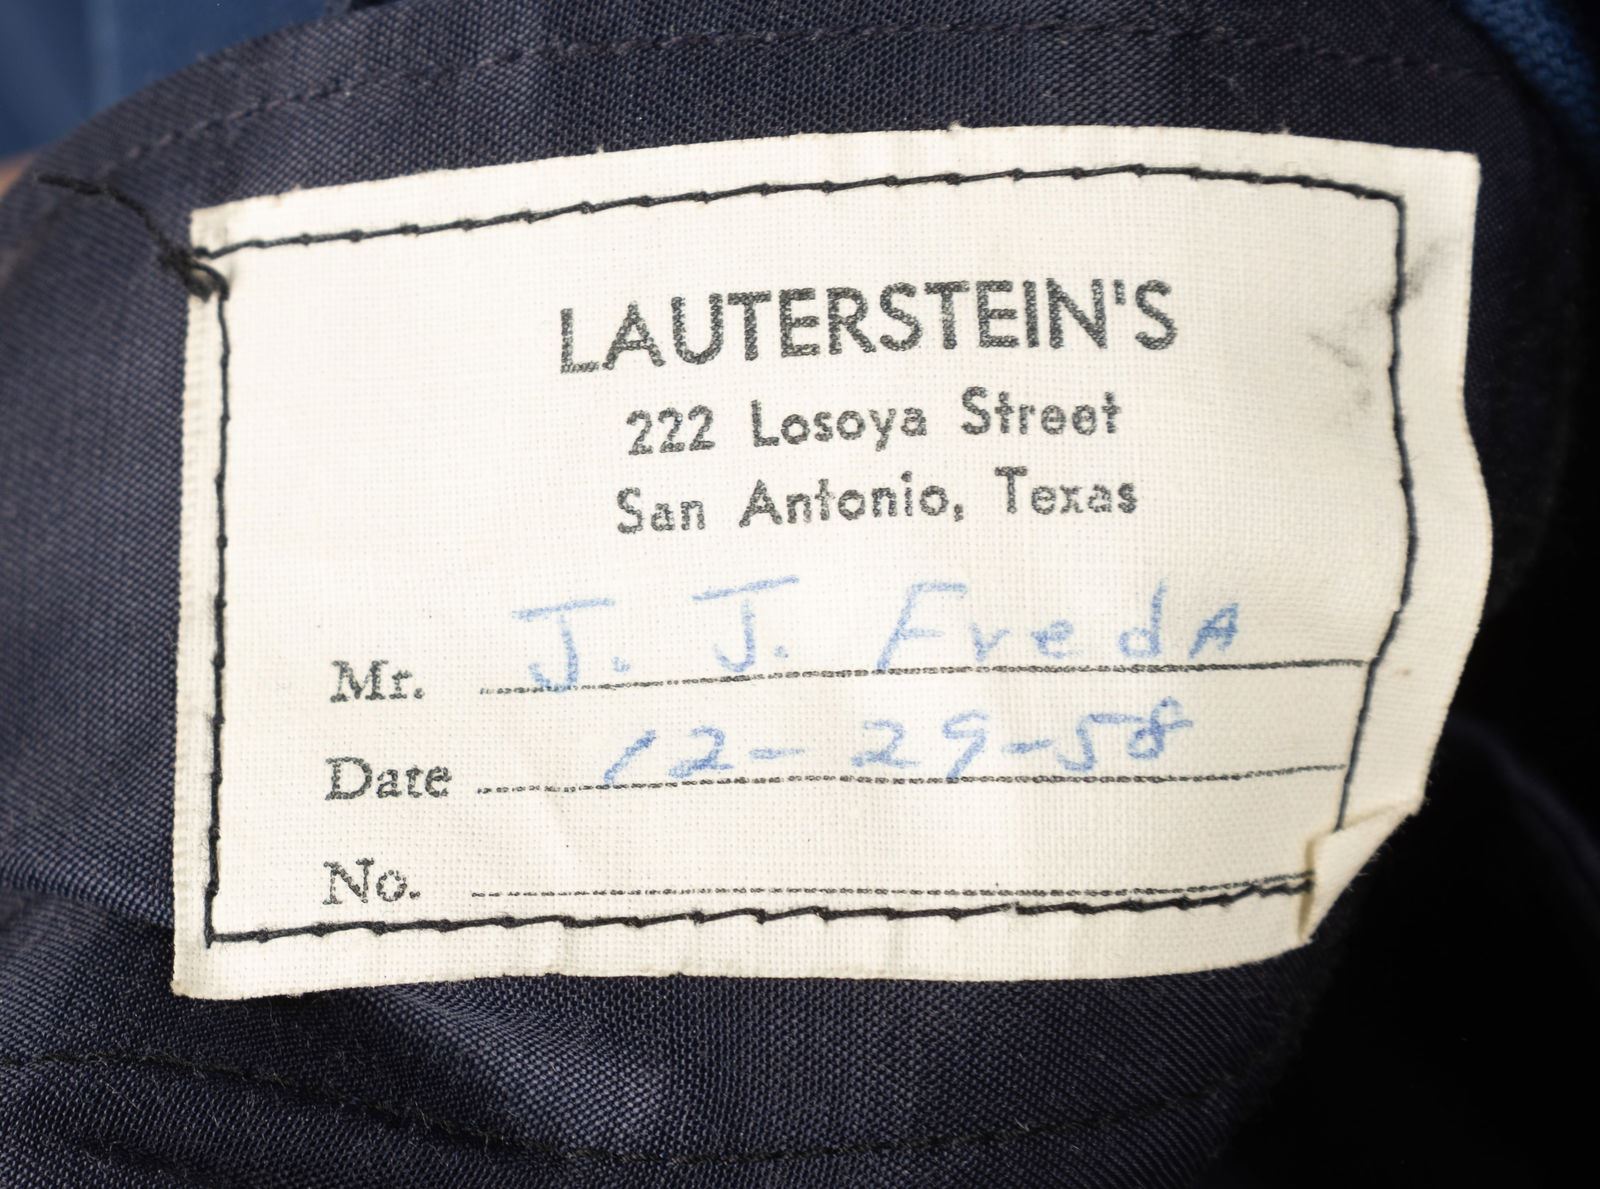 LAUTERSTEIN'S
222 Losoya Street
San Antonio, Texas
Mr. J. J. Freda
Date 12-29-58
No.